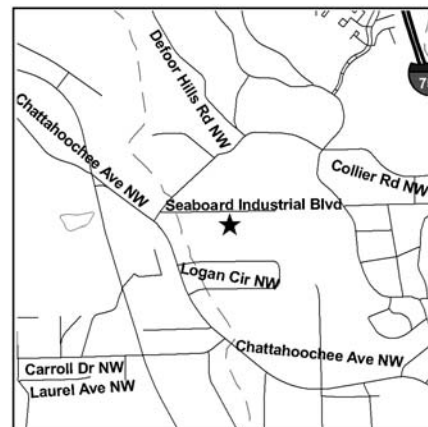 7
Defoor Hills Rd NW
Chattahoochee Ave NW
Collier Rd NW
Seaboard Industrial Blvd
Logan Cir NW
Chattahoochee Ave NW
Carroll Dr NW
Laurel Ave NW